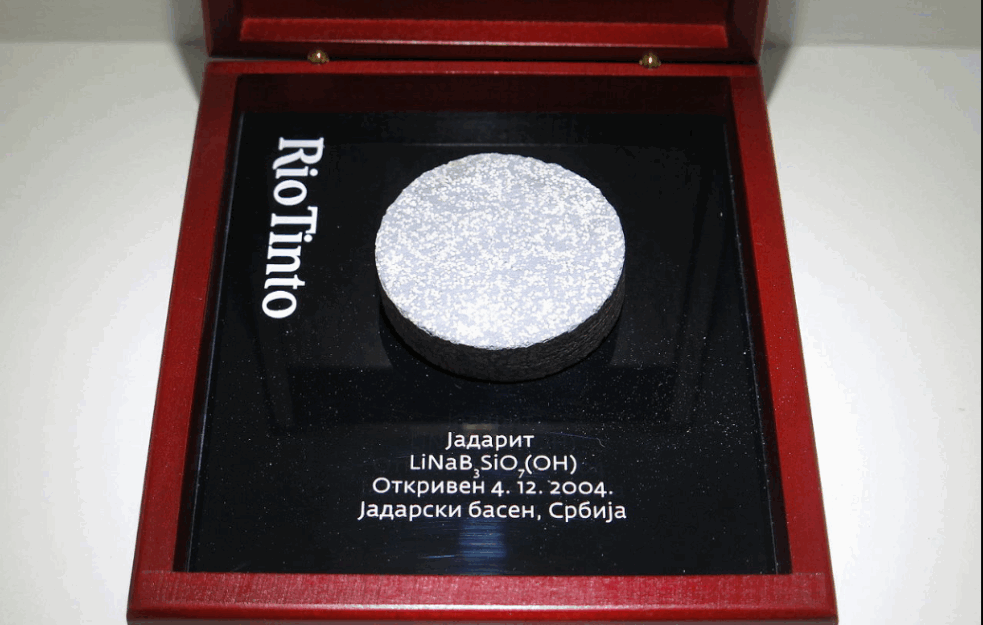 RioTinto
Јадарит
LiNaB₃SiO₇(OH)
Откривен 4. 12. 2004.
Јадарски басен, Србија